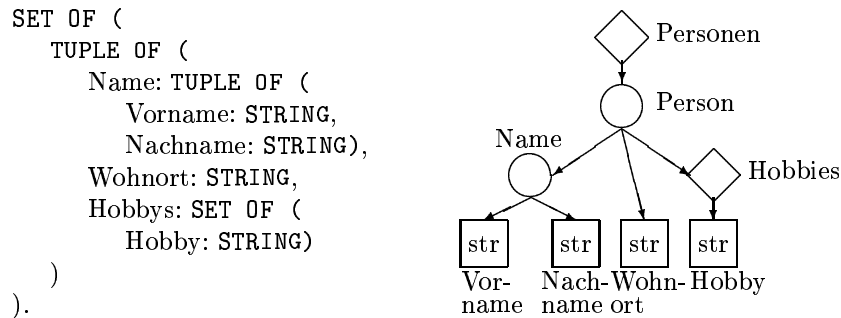 SET OF (
TUPLE OF (
Name: TUPLE OF (
Vorname: STRING,
Nachname: STRING),
Wohnort: STRING,
Hobbys: SET OF (
Hobby: STRING)
)
).
Personen
Person
Name
Hobbies
str str str str
Vor- Nach- Wohn- Hobby
name name ort